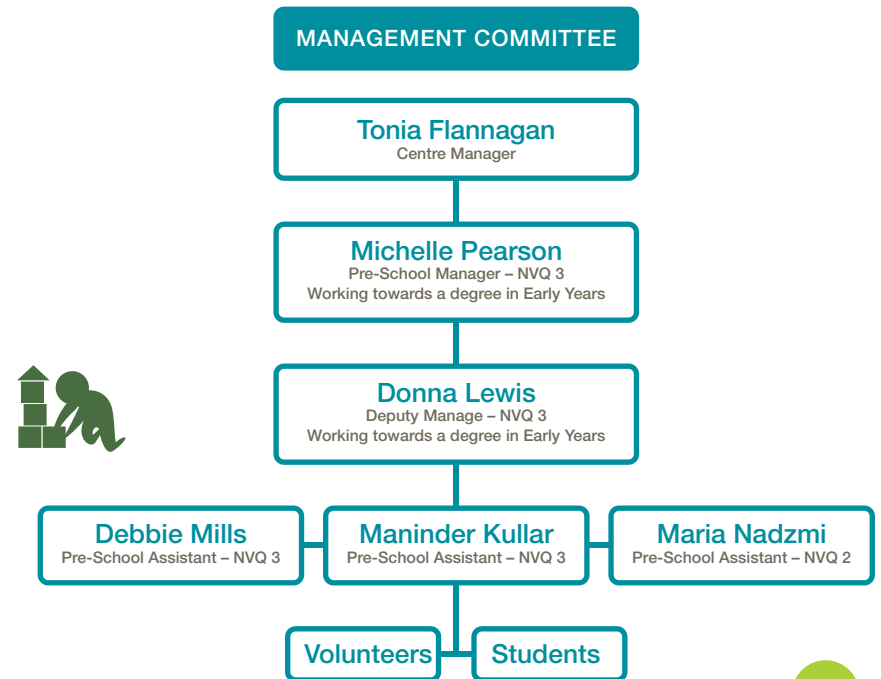 MANAGEMENT COMMITTEE
Tonia Flannagan
Centre Manager
Michelle Pearson
Pre-School Manager – NVQ 3
Working towards a degree in Early Years
Donna Lewis
Deputy Manage – NVQ 3
Working towards a degree in Early Years
Debbie Mills
Pre-School Assistant – NVQ 3
Maninder Kullar
Pre-School Assistant – NVQ 3
Maria Nadzmi
Pre-School Assistant – NVQ 2
Volunteers
Students